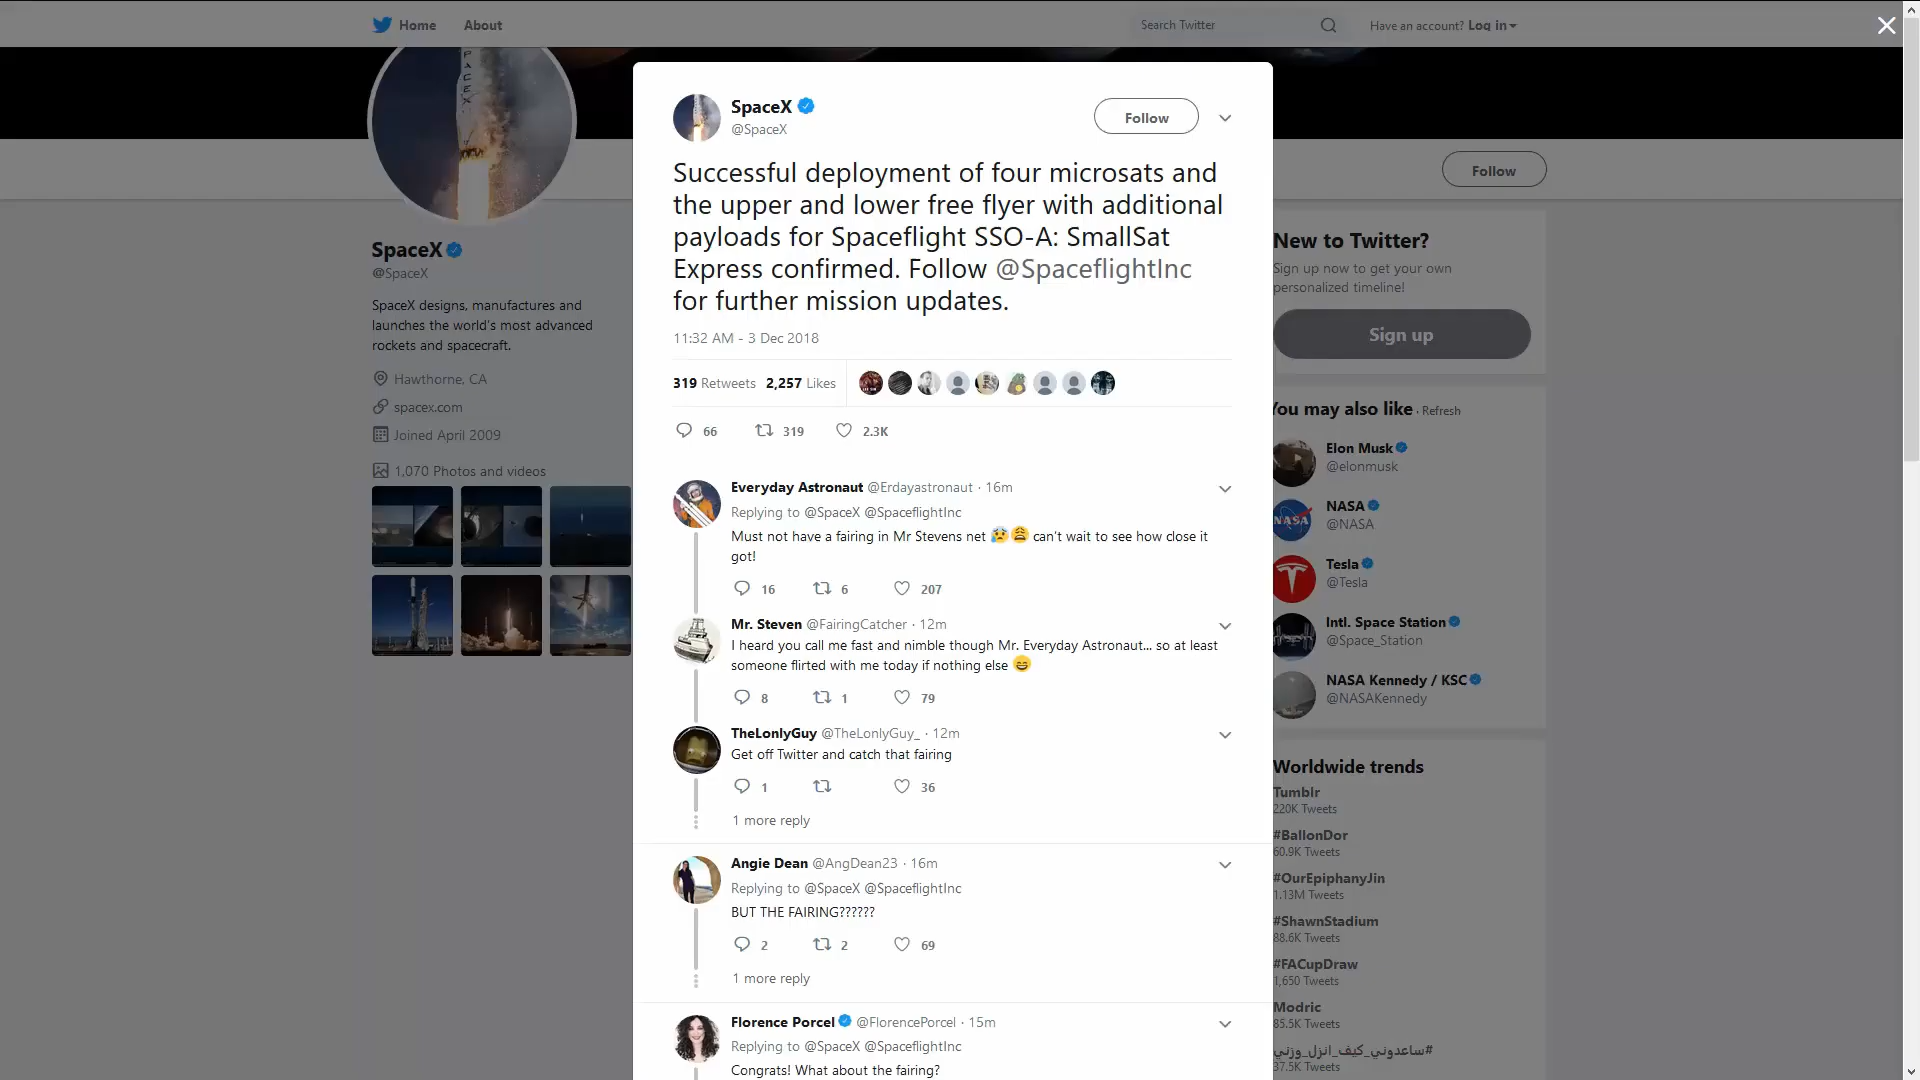 Home
About
Search Twitter
Have an account? Log in
SpaceX
@SpaceX
SpaceX designs, manufactures and
launches the world's most advanced
rockets and spacecraft.
Hawthorne, CA
spacex.com
Joined April 2009
1,070 Photos and videos
SpaceX
@SpaceX
Follow
Successful deployment of four microsats and
the upper and lower free flyer with additional
payloads for Spaceflight SSO-A: SmallSat
Express confirmed. Follow @SpaceflightInc
for further mission updates.
11:32 AM - 3 Dec 2018
319 Retweets 2,257 Likes
66 319 2.3K
Everyday Astronaut @Erdayastronaut · 16m
Replying to @SpaceX @SpaceflightInc
Must not have a fairing in Mr Stevens net 😰😩 can't wait to see how close it
got!
16 6 207
Mr. Steven @FairingCatcher · 12m
I heard you call me fast and nimble though Mr. Everyday Astronaut... so at least
someone flirted with me today if nothing else 😄
8 1 79
TheLonlyGuy @TheLonlyGuy_ · 12m
Get off Twitter and catch that fairing
1 36
1 more reply
Angie Dean @AngDean23 · 16m
Replying to @SpaceX @SpaceflightInc
BUT THE FAIRING??????
2 2 69
1 more reply
Florence Porcel @FlorencePorcel · 15m
Replying to @SpaceX @SpaceflightInc
Congrats! What about the fairing?
Follow
New to Twitter?
Sign up now to get your own
personalized timeline!
Sign up
You may also like · Refresh
Elon Musk
@elonmusk
NASA
@NASA
Tesla
@Tesla
Intl. Space Station
@Space_Station
NASA Kennedy / KSC
@NASAKennedy
Worldwide trends
Tumblr
220K Tweets
#BallonDor
60.9K Tweets
#OurEpiphanyJin
1.13M Tweets
#ShawnStadium
88.6K Tweets
#FACupDraw
1,650 Tweets
Modric
85.5K Tweets
#ساعدوني_كيف_انزل_وزني
37.5K Tweets